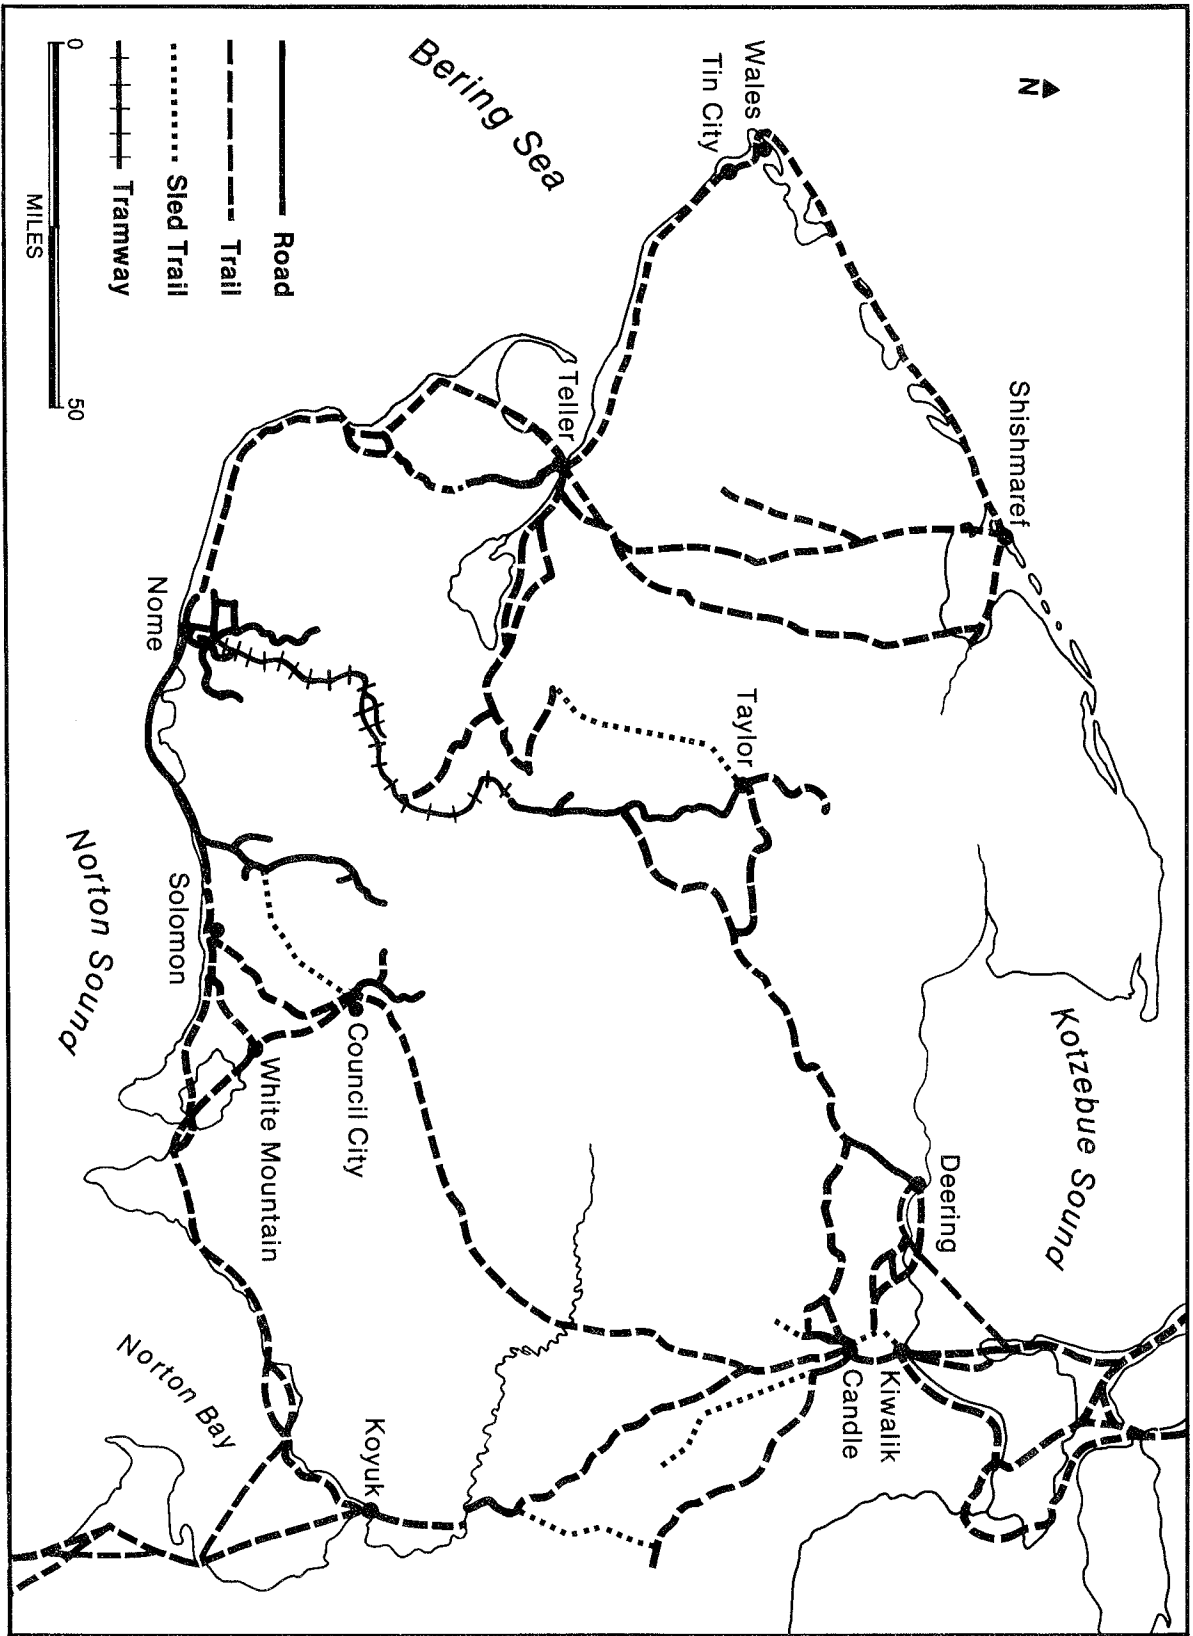 N
Wales
Tin City
Shishmaref
Kotzebue Sound
Bering Sea
Teller
Taylor
Deering
Kiwalik
Candle
Nome
Solomon
Council City
White Mountain
Koyuk
Norton Sound
Norton Bay
Road
Trail
Sled Trail
Tramway
0
50
MILES